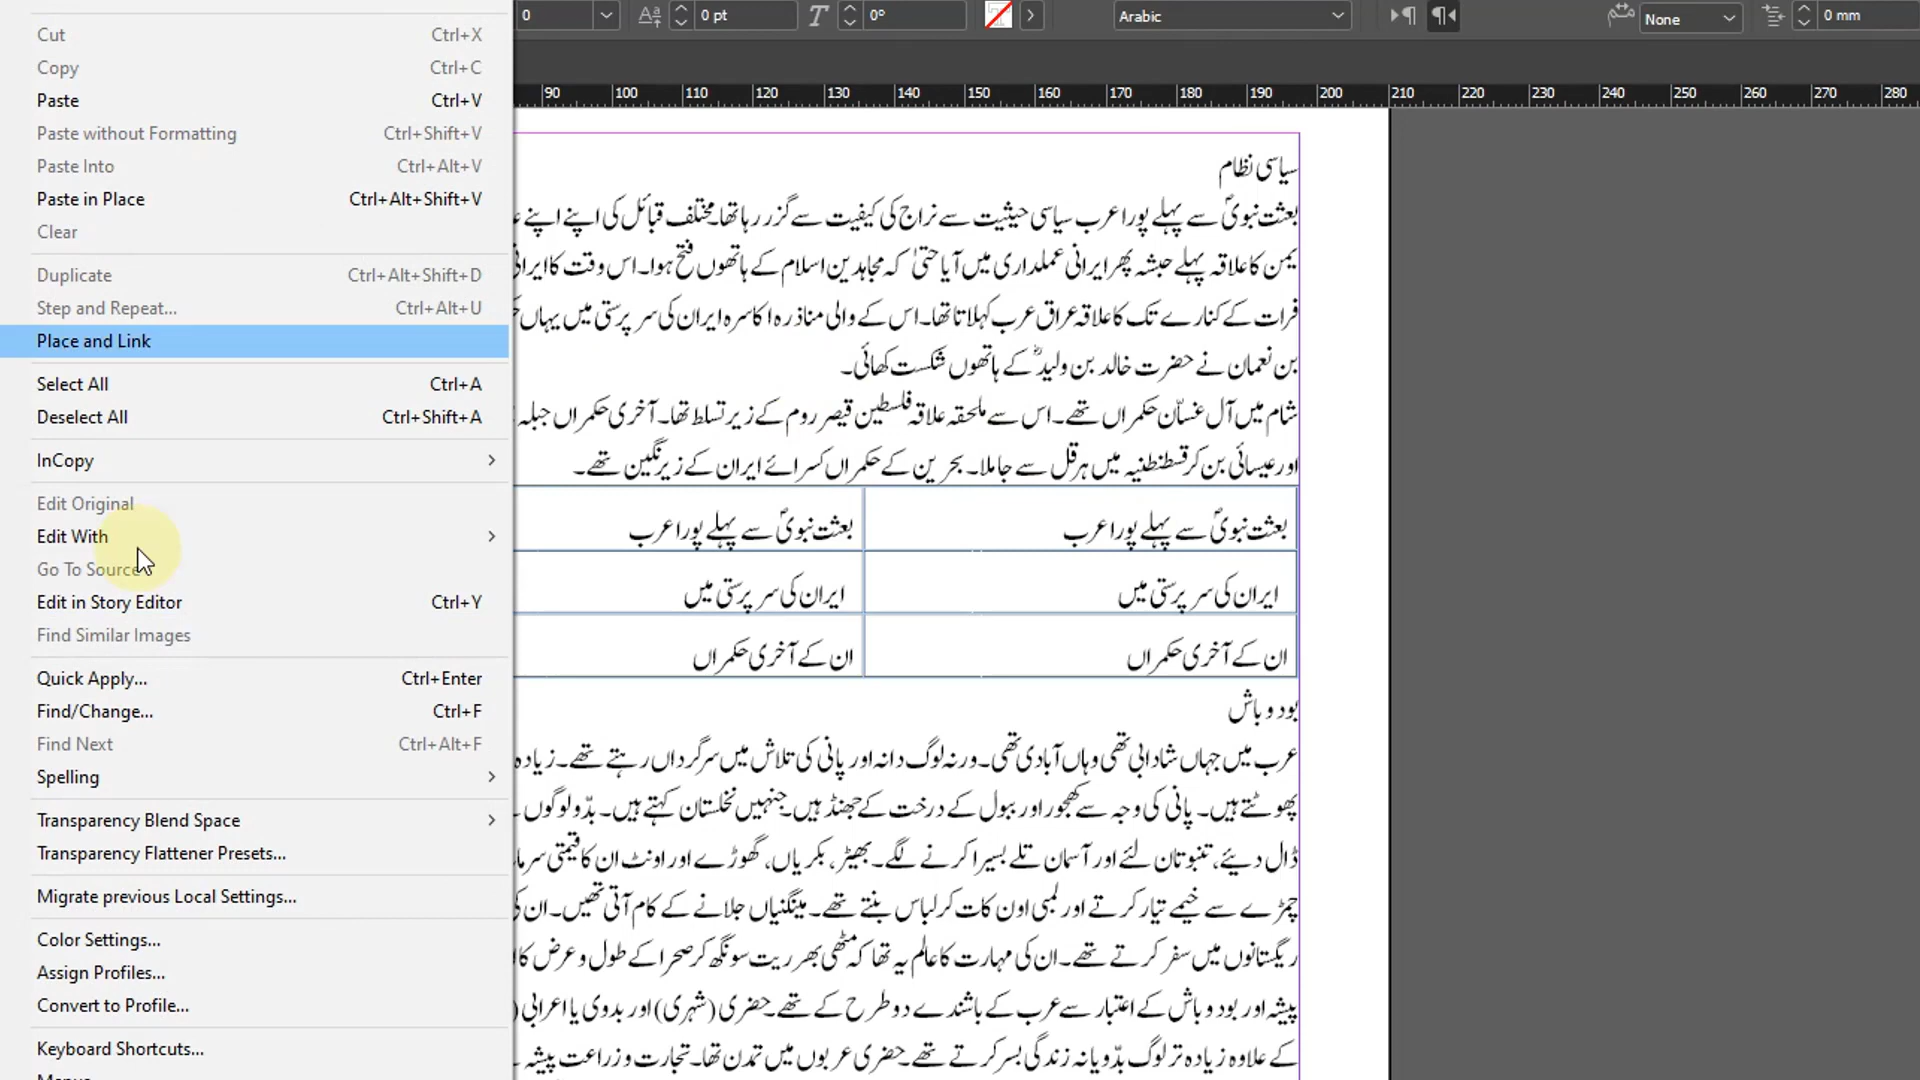 0
0 pt
0°
Arabic
None
0 mm
Cut Ctrl+X
Copy Ctrl+C
Paste Ctrl+V
Paste without Formatting Ctrl+Shift+V
Paste Into Ctrl+Alt+V
Paste in Place Ctrl+Alt+Shift+V
Clear
Duplicate Ctrl+Alt+Shift+D
Step and Repeat... Ctrl+Alt+U
Place and Link
Select All Ctrl+A
Deselect All Ctrl+Shift+A
InCopy
Edit Original
Edit With
Go To Source
Edit in Story Editor Ctrl+Y
Find Similar Images
Quick Apply... Ctrl+Enter
Find/Change... Ctrl+F
Find Next Ctrl+Alt+F
Spelling
Transparency Blend Space
Transparency Flattener Presets...
Migrate previous Local Settings...
Color Settings...
Assign Profiles...
Convert to Profile...
Keyboard Shortcuts...
90 100 110 120 130 140 150 160 170 180 190 200 210 220 230 240 250 260 270 280
سیاسی نظام
بعثت نبویؐ سے پہلے پورا عرب سیاسی حیثیت سے نراج کی کیفیت سے گزر رہا تھا۔ مختلف قبائل کی اپنے اپنے
یمن کا علاقہ پہلے حبشہ پھر ایرانی عملداری میں آیا حتیٰ کہ مجاہدین اسلام کے ہاتھوں فتح ہوا۔ اس وقت کا ایرانی
فرات کے کنارے تک کا علاقہ عراق عرب کہلاتا تھا۔ اس کے والی مناذرہ اکاسرہ ایران کی سرپرستی میں یہاں
بن نعمان نے حضرت خالد بن ولیدؓ کے ہاتھوں شکست کھائی۔
شام میں آل غسّان حکمراں تھے۔ اس سے ملحقہ علاقہ فلسطین قیصر روم کے زیر تسلط تھا۔ آخری حکمراں جبلہ
اور عیسائی بن کر قسطنطنیہ میں ہرقل سے جاملا۔ بحرین کے حکمراں کسرائے ایران کے زیرنگین تھے۔
بعثت نبویؐ سے پہلے پورا عرب بعثت نبویؐ سے پہلے پورا عرب
ایران کی سرپرستی میں ایران کی سرپرستی میں
ان کے آخری حکمراں ان کے آخری حکمراں
بود و باش
عرب میں جہاں شادابی تھی وہاں آبادی تھی۔ ورنہ لوگ دانہ اور پانی کی تلاش میں سرگرداں رہتے تھے۔ زیادہ
پھوٹتے ہیں۔ پانی کی وجہ سے کھجور اور ببول کے درخت کے جھنڈ ہیں۔ جنہیں نخلستان کہتے ہیں۔ بدّو لوگوں
ڈال دیئے، تنبو تان لئے اور آسمان تلے بسیرا کرنے لگے۔ بھیڑ، بکریاں، گھوڑے اور اونٹ ان کا قیمتی
چمڑے سے خیمے تیار کرتے اور لمبی اون کات کر لباس بنتے تھے۔ مینگنیاں جلانے کے کام آتی تھیں۔ ان
ریگستانوں میں سفر کرتے تھے۔ ان کی مہارت کا عالم یہ تھا کہ مٹھی بھر ریت سونگھ کر صحرا کے طول و عرض کا
پیشہ اور بود و باش کے اعتبار سے عرب کے باشندے دو طرح کے تھے۔ حضری (شہری) اور بدوی یا اعرابی (
کے علاوہ زیادہ تر لوگ بدّویانہ زندگی بسر کرتے تھے۔ حضری عربوں میں تمدن تھا۔ تجارت و زراعت پیشہ